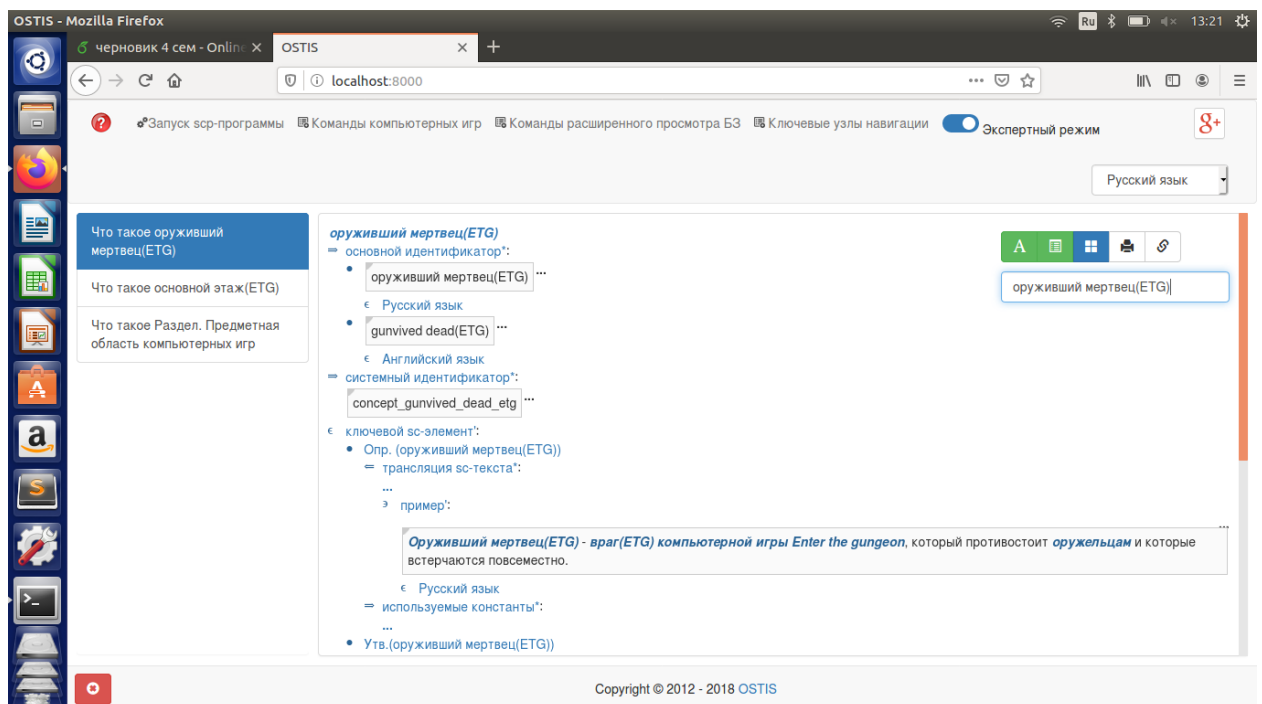 OSTIS - Mozilla Firefox
Ru
13:21
черновик 4 сем - Online
OSTIS
localhost:8000
Запуск scp-программы
Команды компьютерных игр
Команды расширенного просмотра БЗ
Ключевые узлы навигации
Экспертный режим
g+
Русский язык
Что такое оруживший
мертвец(ETG)
Что такое основной этаж(ETG)
Что такое Раздел. Предметная
область компьютерных игр
оруживший мертвец(ETG)
⇒ основной идентификатор*:
• оруживший мертвец(ETG) ...
∊ Русский язык
• gunvived dead(ETG) ...
∊ Английский язык
⇒ системный идентификатор*:
concept_gunvived_dead_etg ...
∊ ключевой sc-элемент':
• Опр. (оруживший мертвец(ETG))
⇐ трансляция sc-текста*:
...
∍ пример':
...
Оруживший мертвец(ETG) - враг(ETG) компьютерной игры Enter the gungeon, который противостоит оружельцам и которые
встерчаются повсеместно.
∊ Русский язык
⇒ используемые константы*:
...
• Утв.(оруживший мертвец(ETG))
A
оруживший мертвец(ETG)
Copyright © 2012 - 2018 OSTIS